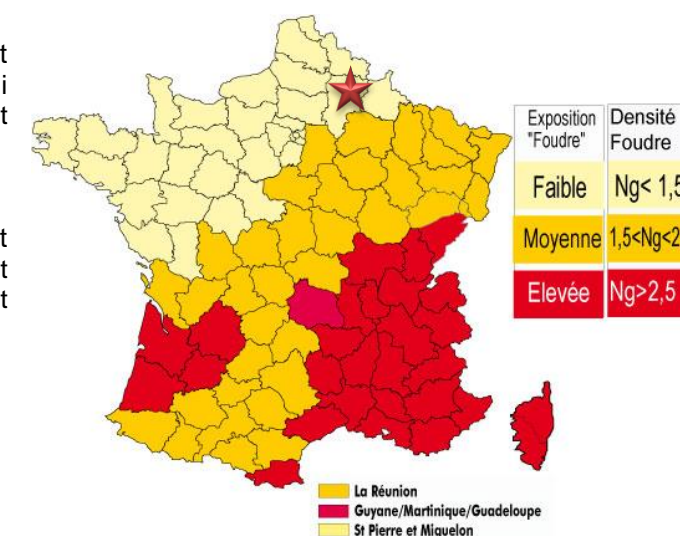 t
i
t
t
t
t
Exposition "Foudre"
Densité Foudre
Faible
Ng< 1,5
Moyenne
1,5<Ng<2
Elevée
Ng>2,5
La Réunion
Guyane/Martinique/Guadeloupe
St Pierre et Miquelon